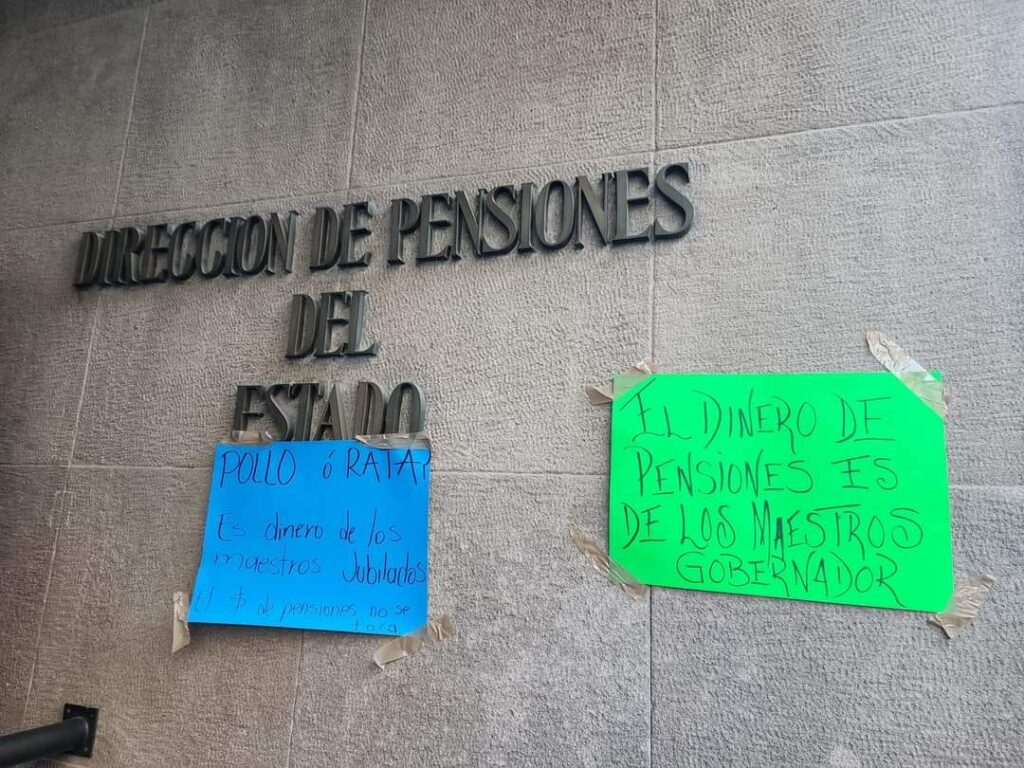 DIRECCION DE PENSIONES
DEL
ESTADO
POLLO ó RATA?
Es dinero de los
maestros Jubilados
$ de pensiones no se
toca
EL DINERO DE
PENSIONES ES
DE LOS MAESTROS
GOBERNADOR